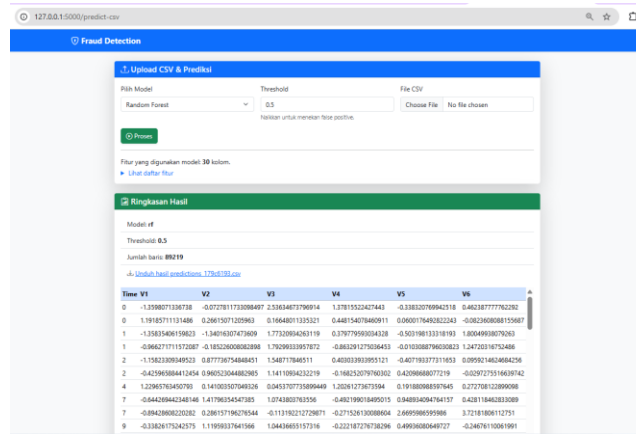 127.0.0.1:5000/predict-csv
Fraud Detection
Upload CSV & Prediksi
Pilih Model Threshold File CSV
Random Forest 0.5 Choose File No file chosen
Naikkan untuk menekan false positive.
Proses
Fitur yang digunakan model: 30 kolom.
Lihat daftar fitur
Ringkasan Hasil
Model: rf
Threshold: 0.5
Jumlah baris: 89219
Unduh hasil predictions_179c6193.csv
Time V1 V2 V3 V4 V5 V6
0 -1.3598071336738 -0.0727811733098497 2.53634673796914 1.37815522427443 -0.338320769942518 0.462387777762292
0 1.19185711131486 0.26615071205963 0.16648011335321 0.448154078460911 0.0600176492822243 -0.0823608088155687
1 -1.35835406159823 -1.34016307473609 1.77320934263119 0.379779593034328 -0.503198133318193 1.80049938079263
1 -0.966271711572087 -0.185226008082898 1.79299333957872 -0.863291275036453 -0.0103088796030823 1.24720316752486
2 -1.15823309349523 0.877736754848451 1.548717846511 0.403033933955121 -0.407193377311653 0.0959214624684256
2 -0.425965884412454 0.960523044882985 1.14110934232219 -0.168252079760302 0.42098688077219 -0.0297275516639742
4 1.22965763450793 0.141003507049326 0.0453707735899449 1.20261273673594 0.191880988597645 0.272708122899098
7 -0.644269442348146 1.41796354547385 1.0743803763556 -0.492199018495015 0.948934094764157 0.428118462833089
7 -0.89428608220282 0.286157196276544 -0.113192212729871 -0.271526130088604 2.6695986595986 3.72181806112751
9 -0.33826175242575 1.11959337641566 1.04436655157316 -0.222187276738296 0.49936080649727 -0.24676110061991